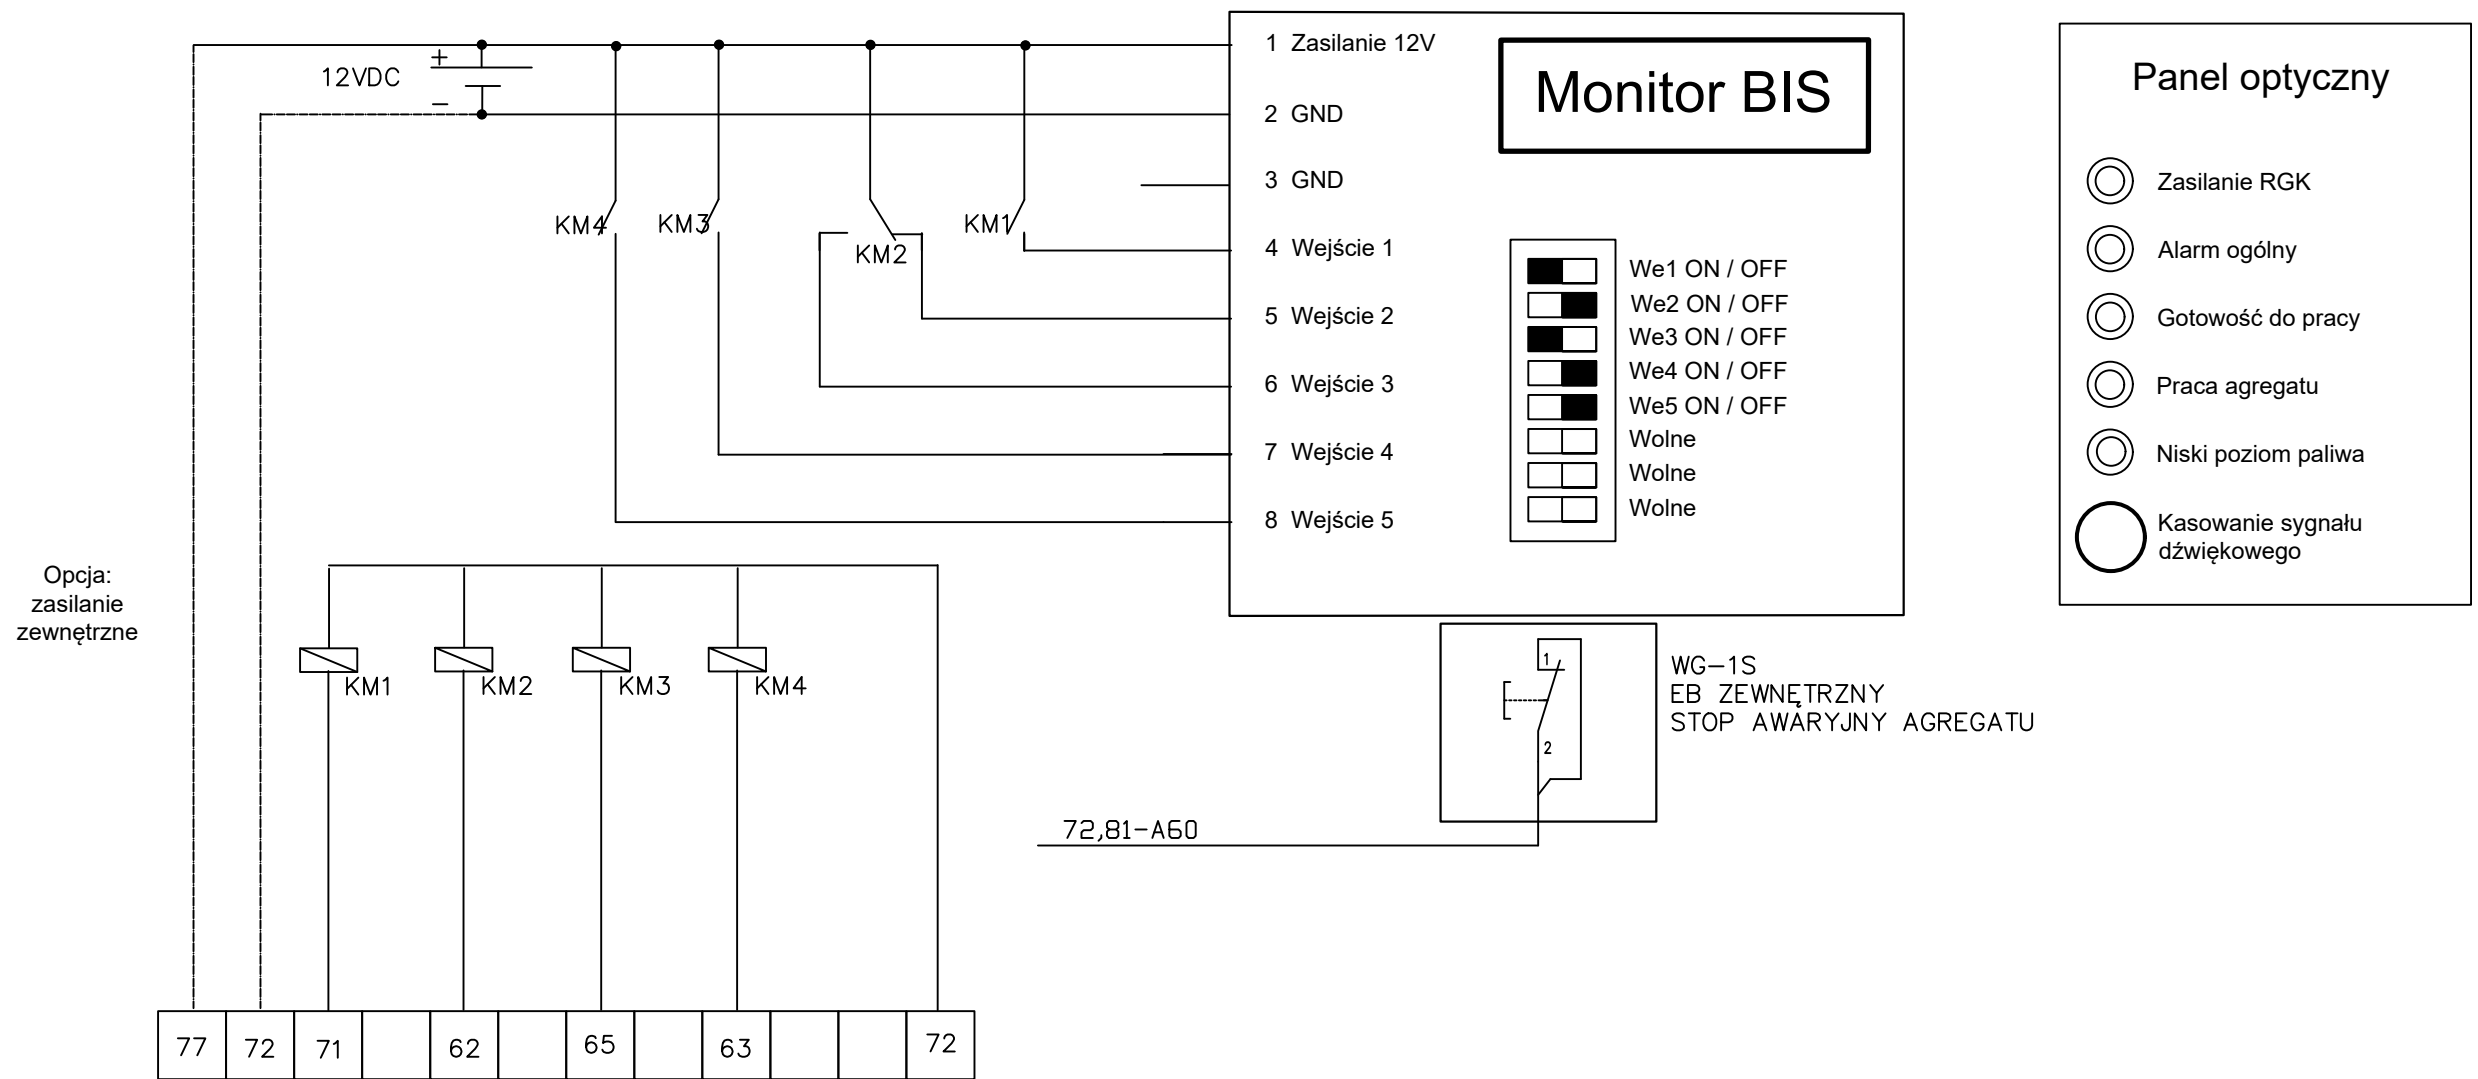 12VDC
+
−
KM4
KM3
KM2
KM1
1 Zasilanie 12V
2 GND
3 GND
4 Wejście 1
5 Wejście 2
6 Wejście 3
7 Wejście 4
8 Wejście 5
Monitor BIS
We1 ON / OFF
We2 ON / OFF
We3 ON / OFF
We4 ON / OFF
We5 ON / OFF
Wolne
Wolne
Wolne
Panel optyczny
Zasilanie RGK
Alarm ogólny
Gotowość do pracy
Praca agregatu
Niski poziom paliwa
Kasowanie sygnału
dźwiękowego
Opcja:
zasilanie
zewnętrzne
KM1
KM2
KM3
KM4
1
2
WG-1S
EB ZEWNĘTRZNY
STOP AWARYJNY AGREGATU
72,81-A60
77 72 71 62 65 63 72